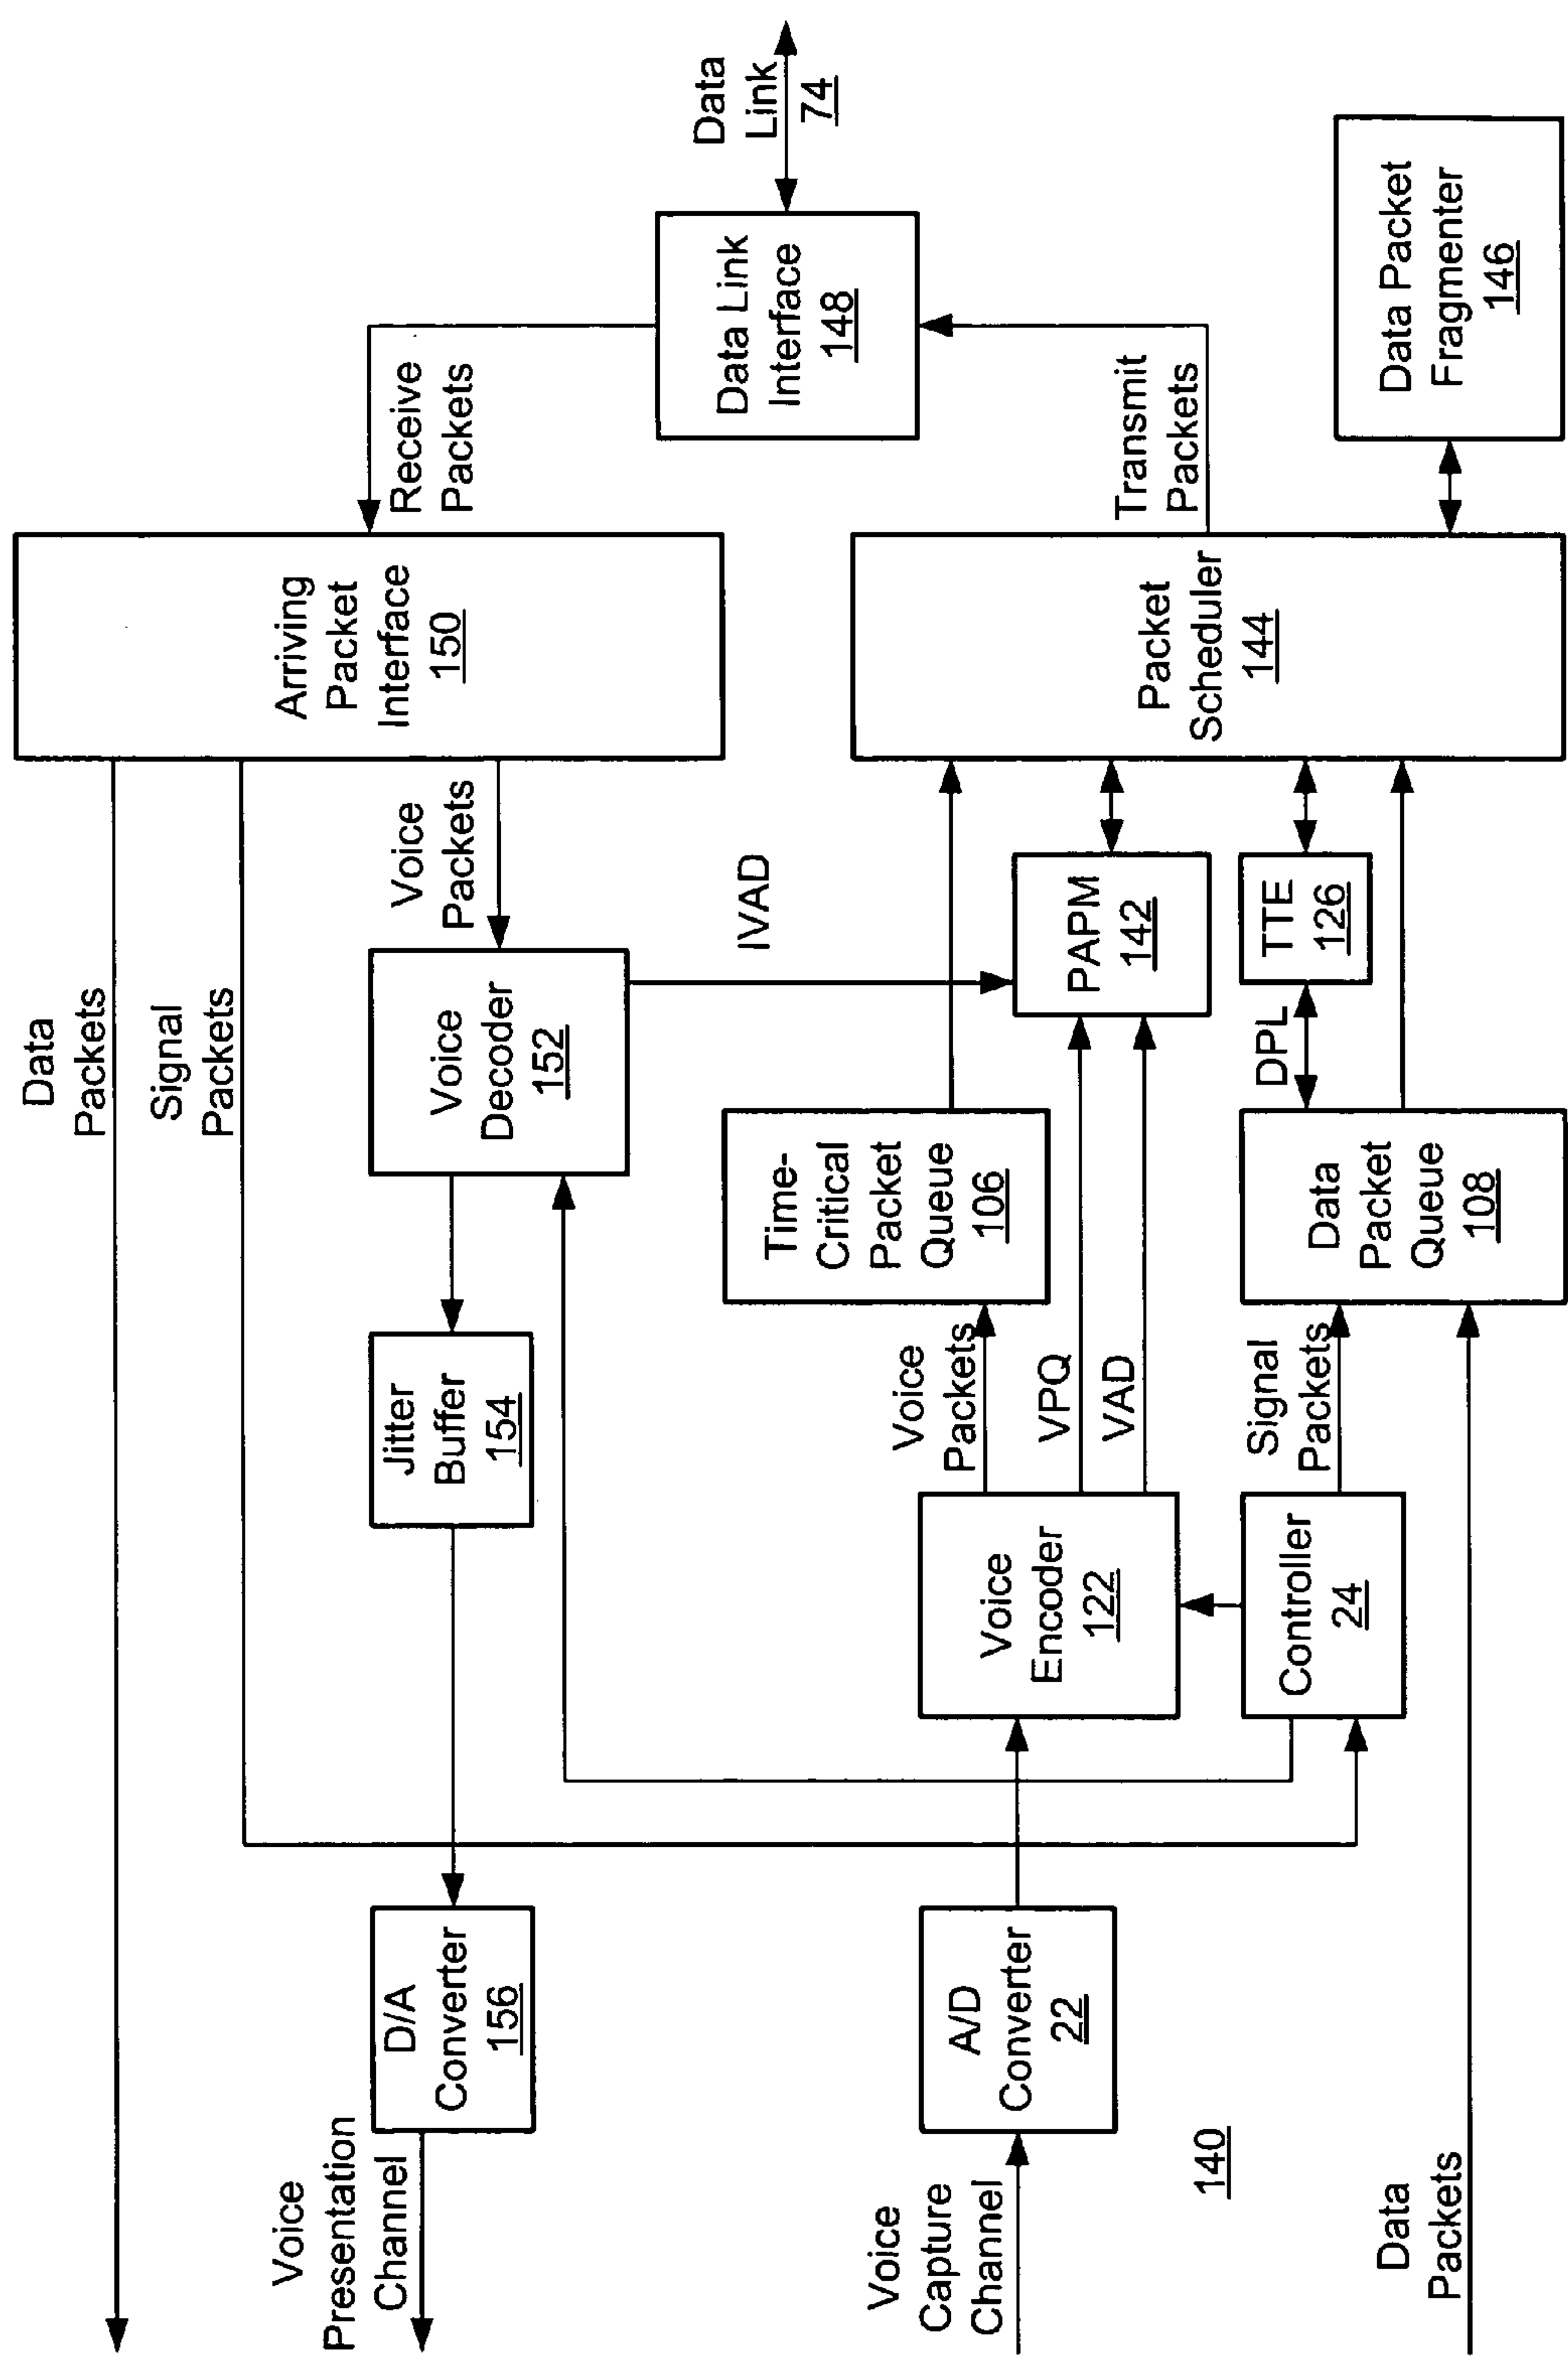 Data
Packets
Signal
Packets
Voice
Presentation
Channel
D/A
Converter
156
Jitter
Buffer
154
Voice
Decoder
152
Voice
Packets
Arriving
Packet
Interface
150
Receive
Packets
IVAD
Data Link
Interface
148
Data
Link
74
Voice
Capture
Channel
A/D
Converter
22
Voice
Encoder
122
Voice
Packets
VPQ
VAD
Time-
Critical
Packet
Queue
106
PAPM
142
Packet
Scheduler
144
Transmit
Packets
140
Controller
24
Signal
Packets
Data
Packet
Queue
108
DPL
TTE
126
Data Packet
Fragmenter
146
Data
Packets